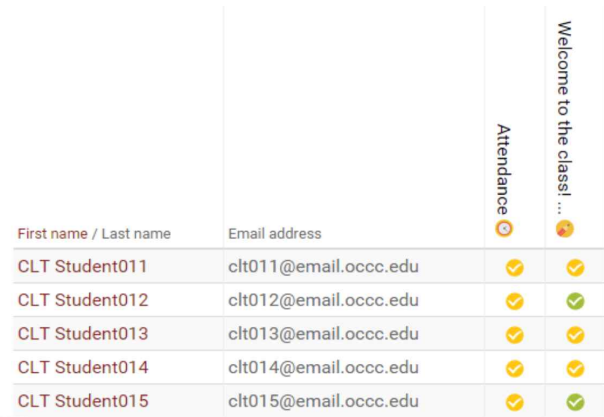 Welcome to the class! ...
Attendance
First name / Last name Email address
CLT Student011 clt011@email.occc.edu
CLT Student012 clt012@email.occc.edu
CLT Student013 clt013@email.occc.edu
CLT Student014 clt014@email.occc.edu
CLT Student015 clt015@email.occc.edu